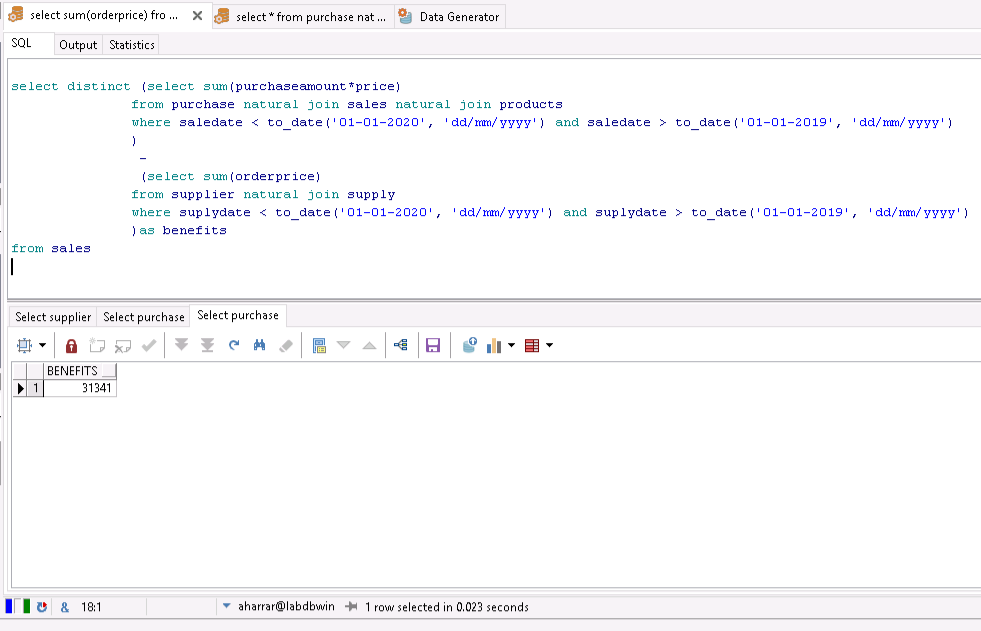 select sum(orderprice) fro ...
select * from purchase nat ...
Data Generator
SQL
Output
Statistics
select distinct (select sum(purchaseamount*price)
from purchase natural join sales natural join products
where saledate < to_date('01-01-2020', 'dd/mm/yyyy') and saledate > to_date('01-01-2019', 'dd/mm/yyyy')
)
-
(select sum(orderprice)
from supplier natural join supply
where suplydate < to_date('01-01-2020', 'dd/mm/yyyy') and suplydate > to_date('01-01-2019', 'dd/mm/yyyy')
)as benefits
from sales
Select supplier
Select purchase
Select purchase
BENEFITS
1 31341
& 18:1
aharrar@labdbwin
1 row selected in 0.023 seconds